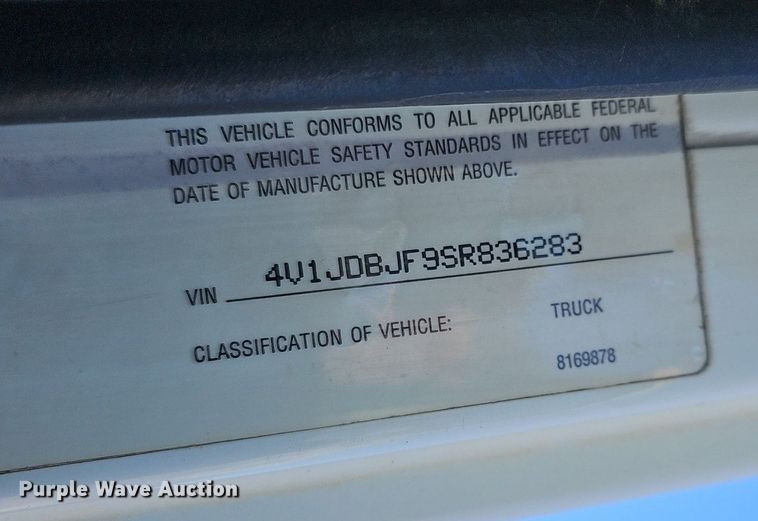 THIS VEHICLE CONFORMS TO ALL APPLICABLE FEDERAL
MOTOR VEHICLE SAFETY STANDARDS IN EFFECT ON THE
DATE OF MANUFACTURE SHOWN ABOVE.
VIN 4V1JDBJF9SR836283
CLASSIFICATION OF VEHICLE: TRUCK
8169878
Purple Wave Auction